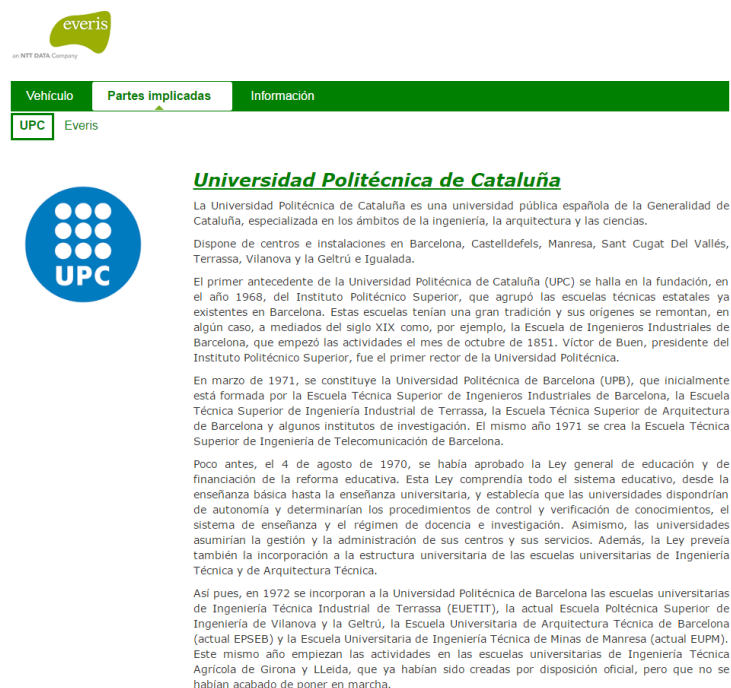 everis
an NTT DATA Company
Vehículo Partes implicadas Información
UPC Everis
Universidad Politécnica de Cataluña
UPC
La Universidad Politécnica de Cataluña es una universidad pública española de la Generalidad de
Cataluña, especializada en los ámbitos de la ingeniería, la arquitectura y las ciencias.
Dispone de centros e instalaciones en Barcelona, Castelldefels, Manresa, Sant Cugat Del Vallés,
Terrassa, Vilanova y la Geltrú e Igualada.
El primer antecedente de la Universidad Politécnica de Cataluña (UPC) se halla en la fundación, en
el año 1968, del Instituto Politécnico Superior, que agrupó las escuelas técnicas estatales ya
existentes en Barcelona. Estas escuelas tenían una gran tradición y sus orígenes se remontan, en
algún caso, a mediados del siglo XIX como, por ejemplo, la Escuela de Ingenieros Industriales de
Barcelona, que empezó las actividades el mes de octubre de 1851. Víctor de Buen, presidente del
Instituto Politécnico Superior, fue el primer rector de la Universidad Politécnica.
En marzo de 1971, se constituye la Universidad Politécnica de Barcelona (UPB), que inicialmente
está formada por la Escuela Técnica Superior de Ingenieros Industriales de Barcelona, la Escuela
Técnica Superior de Ingeniería Industrial de Terrassa, la Escuela Técnica Superior de Arquitectura
de Barcelona y algunos institutos de investigación. El mismo año 1971 se crea la Escuela Técnica
Superior de Ingeniería de Telecomunicación de Barcelona.
Poco antes, el 4 de agosto de 1970, se había aprobado la Ley general de educación y de
financiación de la reforma educativa. Esta Ley comprendía todo el sistema educativo, desde la
enseñanza básica hasta la enseñanza universitaria, y establecía que las universidades dispondrían
de autonomía y determinarían los procedimientos de control y verificación de conocimientos, el
sistema de enseñanza y el régimen de docencia e investigación. Asimismo, las universidades
asumirían la gestión y la administración de sus centros y sus servicios. Además, la Ley preveía
también la incorporación a la estructura universitaria de las escuelas universitarias de Ingeniería
Técnica y de Arquitectura Técnica.
Así pues, en 1972 se incorporan a la Universidad Politécnica de Barcelona las escuelas universitarias
de Ingeniería Técnica Industrial de Terrassa (EUETIT), la actual Escuela Poltécnica Superior de
Ingeniería de Vilanova y la Geltrú, la Escuela Universitaria de Arquitectura Técnica de Barcelona
(actual EPSEB) y la Escuela Universitaria de Ingeniería Técnica de Minas de Manresa (actual EUPM).
Este mismo año empiezan las actividades en las escuelas universitarias de Ingeniería Técnica
Agrícola de Girona y LLeida, que ya habían sido creadas por disposición oficial, pero que no se
habían acabado de poner en marcha.